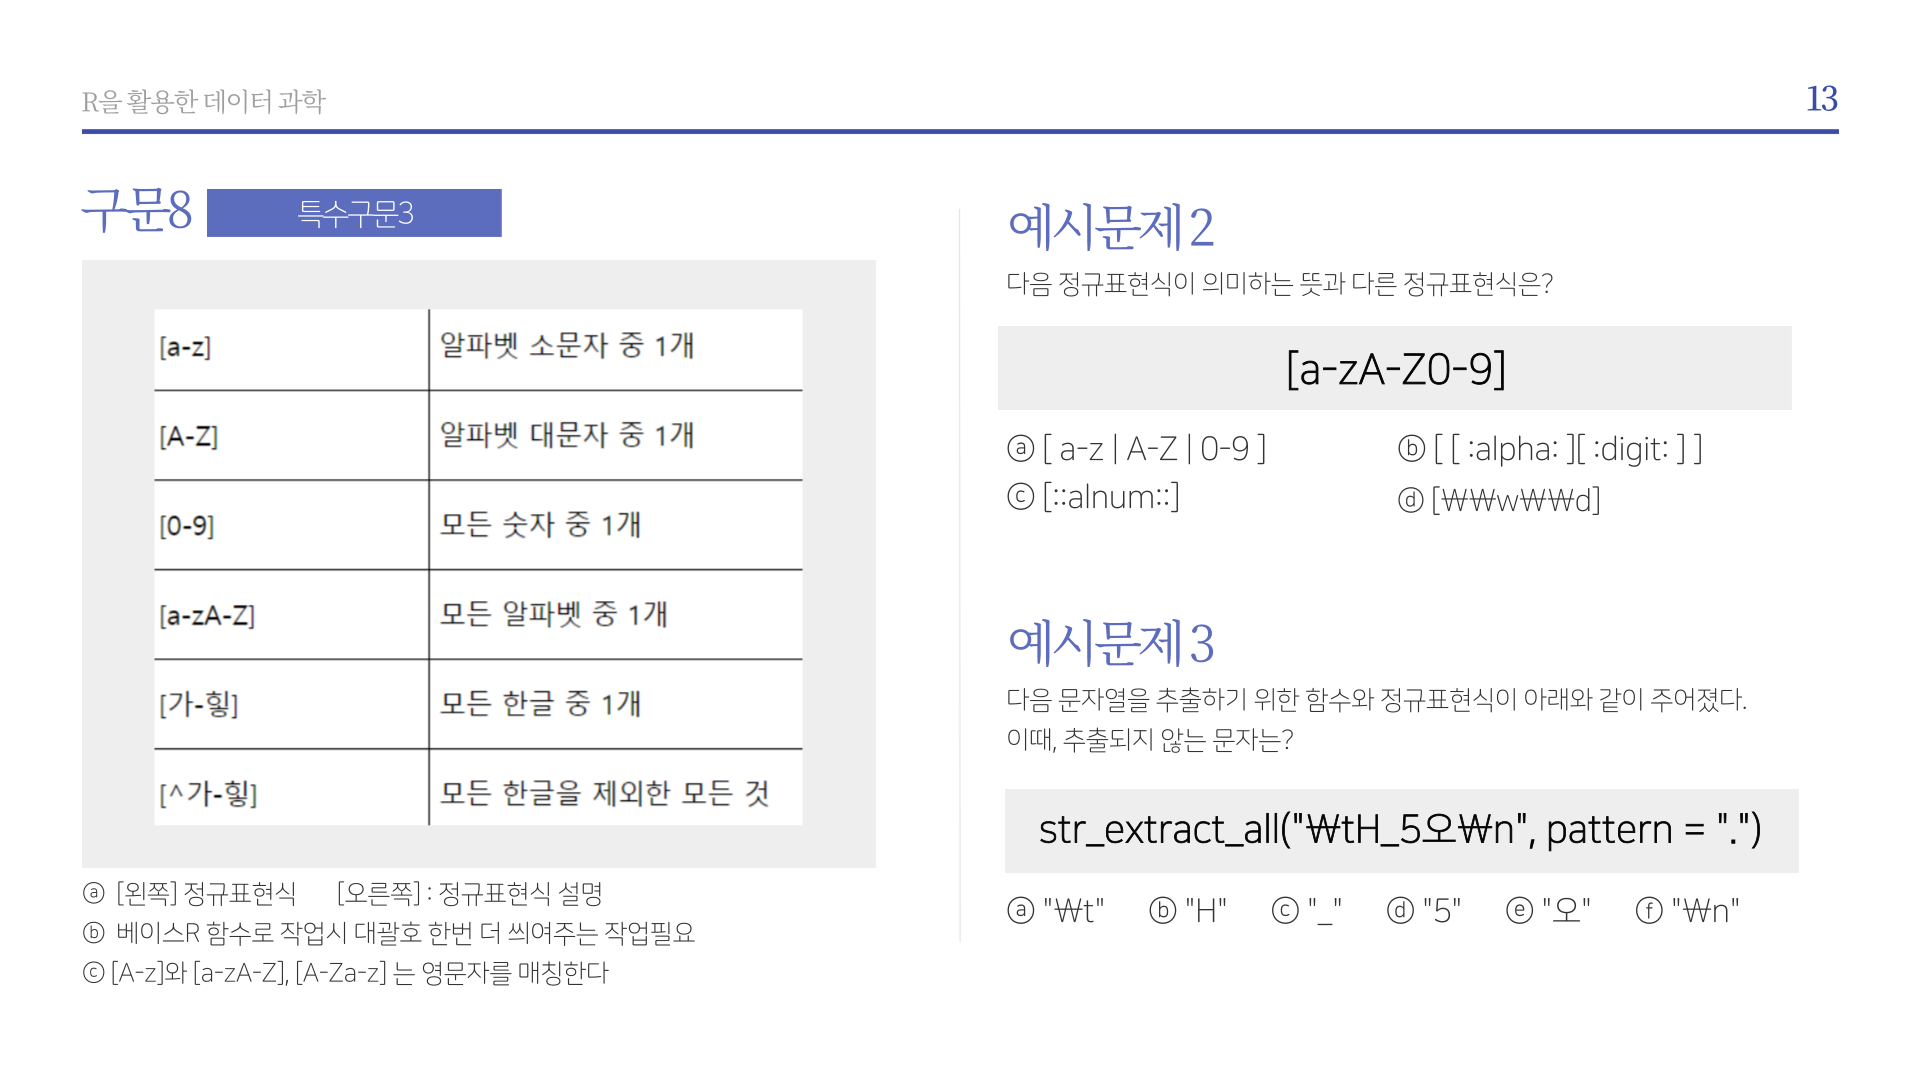 R을 활용한 데이터 과학
13
구문8
특수구문3
[a-z] 알파벳 소문자 중 1개
[A-Z] 알파벳 대문자 중 1개
[0-9] 모든 숫자 중 1개
[a-zA-Z] 모든 알파벳 중 1개
[가-힣] 모든 한글 중 1개
[^가-힣] 모든 한글을 제외한 모든 것
ⓐ [왼쪽] 정규표현식 [오른쪽] : 정규표현식 설명
ⓑ 베이스R 함수로 작업시 대괄호 한번 더 씌여주는 작업필요
ⓒ [A-z]와 [a-zA-Z], [A-Za-z] 는 영문자를 매칭한다
예시문제 2
다음 정규표현식이 의미하는 뜻과 다른 정규표현식은?
[a-zA-Z0-9]
ⓐ [ a-z | A-Z | 0-9 ] ⓑ [ [ :alpha: ][ :digit: ] ]
ⓒ [::alnum::] ⓓ [₩₩w₩₩d]
예시문제 3
다음 문자열을 추출하기 위한 함수와 정규표현식이 아래와 같이 주어졌다.
이때, 추출되지 않는 문자는?
str_extract_all("₩tH_5오₩n", pattern = ".")
ⓐ "₩t" ⓑ "H" ⓒ "_" ⓓ "5" ⓔ "오" ⓕ "₩n"